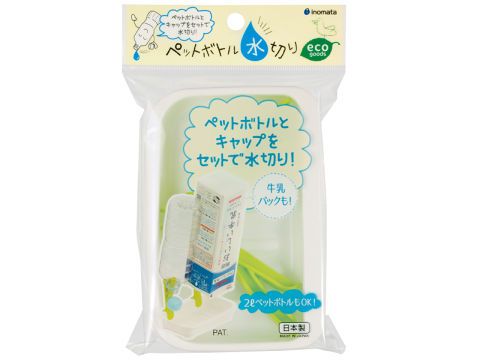 ペットボトルと
キャップをセットで
水切り!
inomata
ペットボトル水切り
eco
goods
ペットボトルと
キャップを
セットで水切り!
牛乳
パックも!
2ℓペットボトルもOK!
PAT.
日本製
MADE IN JAPAN